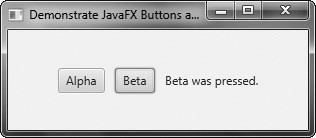 Demonstrate JavaFX Buttons a...
Alpha Beta Beta was pressed.